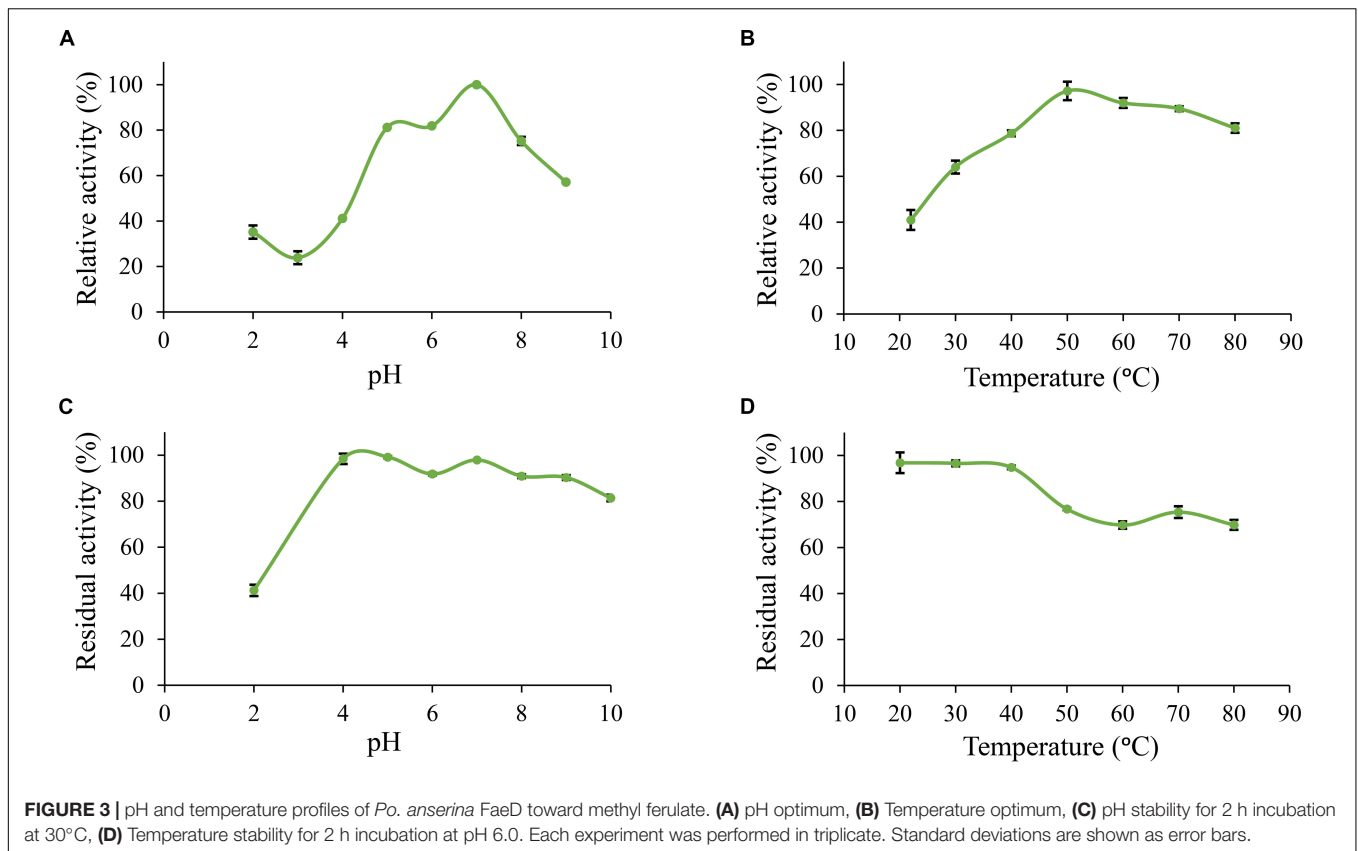 A
Relative activity (%)
100
80
60
40
20
0
0 2 4 6 8 10
pH
B
Relative activity (%)
100
80
60
40
20
0
10 20 30 40 50 60 70 80 90
Temperature (ºC)
C
Residual activity (%)
100
80
60
40
20
0
0 2 4 6 8 10
pH
D
Residual activity (%)
100
80
60
40
20
0
10 20 30 40 50 60 70 80 90
Temperature (ºC)
FIGURE 3 | pH and temperature profiles of Po. anserina FaeD toward methyl ferulate. (A) pH optimum, (B) Temperature optimum, (C) pH stability for 2 h incubation
at 30°C, (D) Temperature stability for 2 h incubation at pH 6.0. Each experiment was performed in triplicate. Standard deviations are shown as error bars.